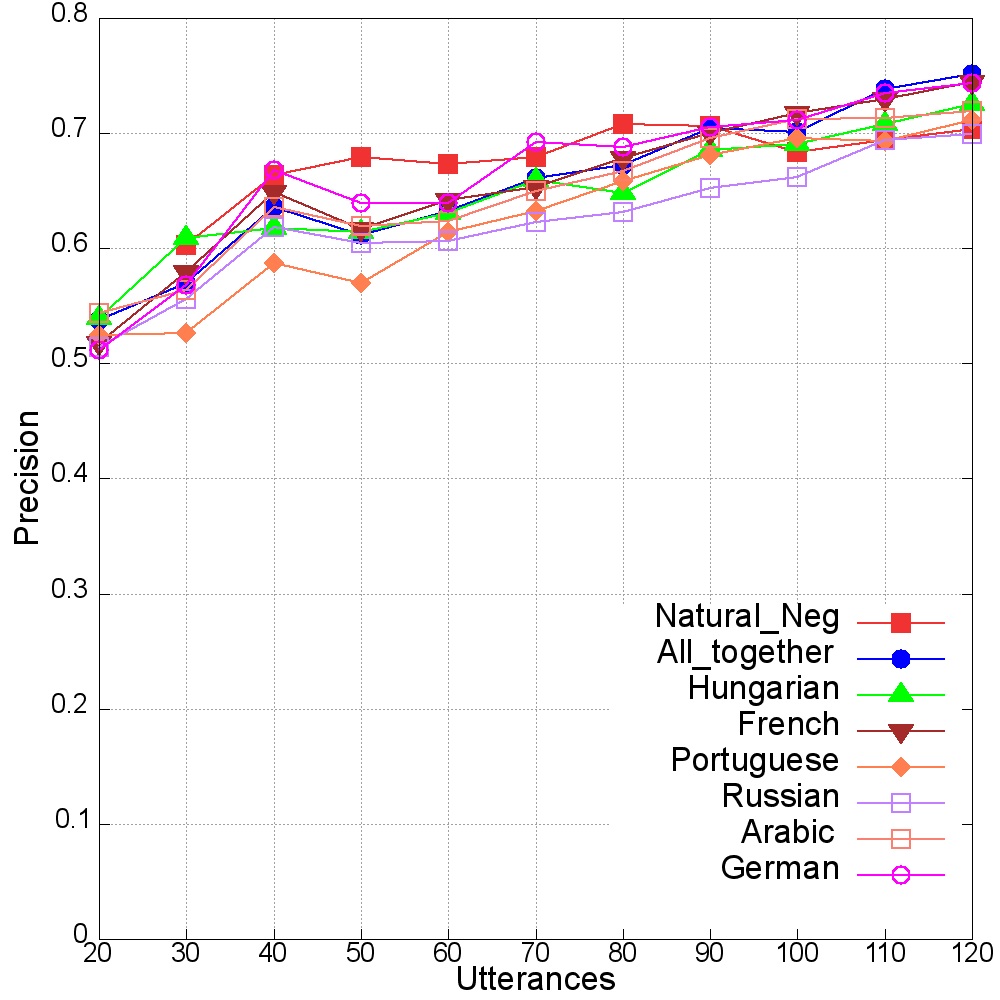 0.8
0.7
0.6
0.5
0.4
0.3
0.2
0.1
0
Precision
Natural_Neg
All_together
Hungarian
French
Portuguese
Russian
Arabic
German
20 30 40 50 60 70 80 90 100 110 120
Utterances